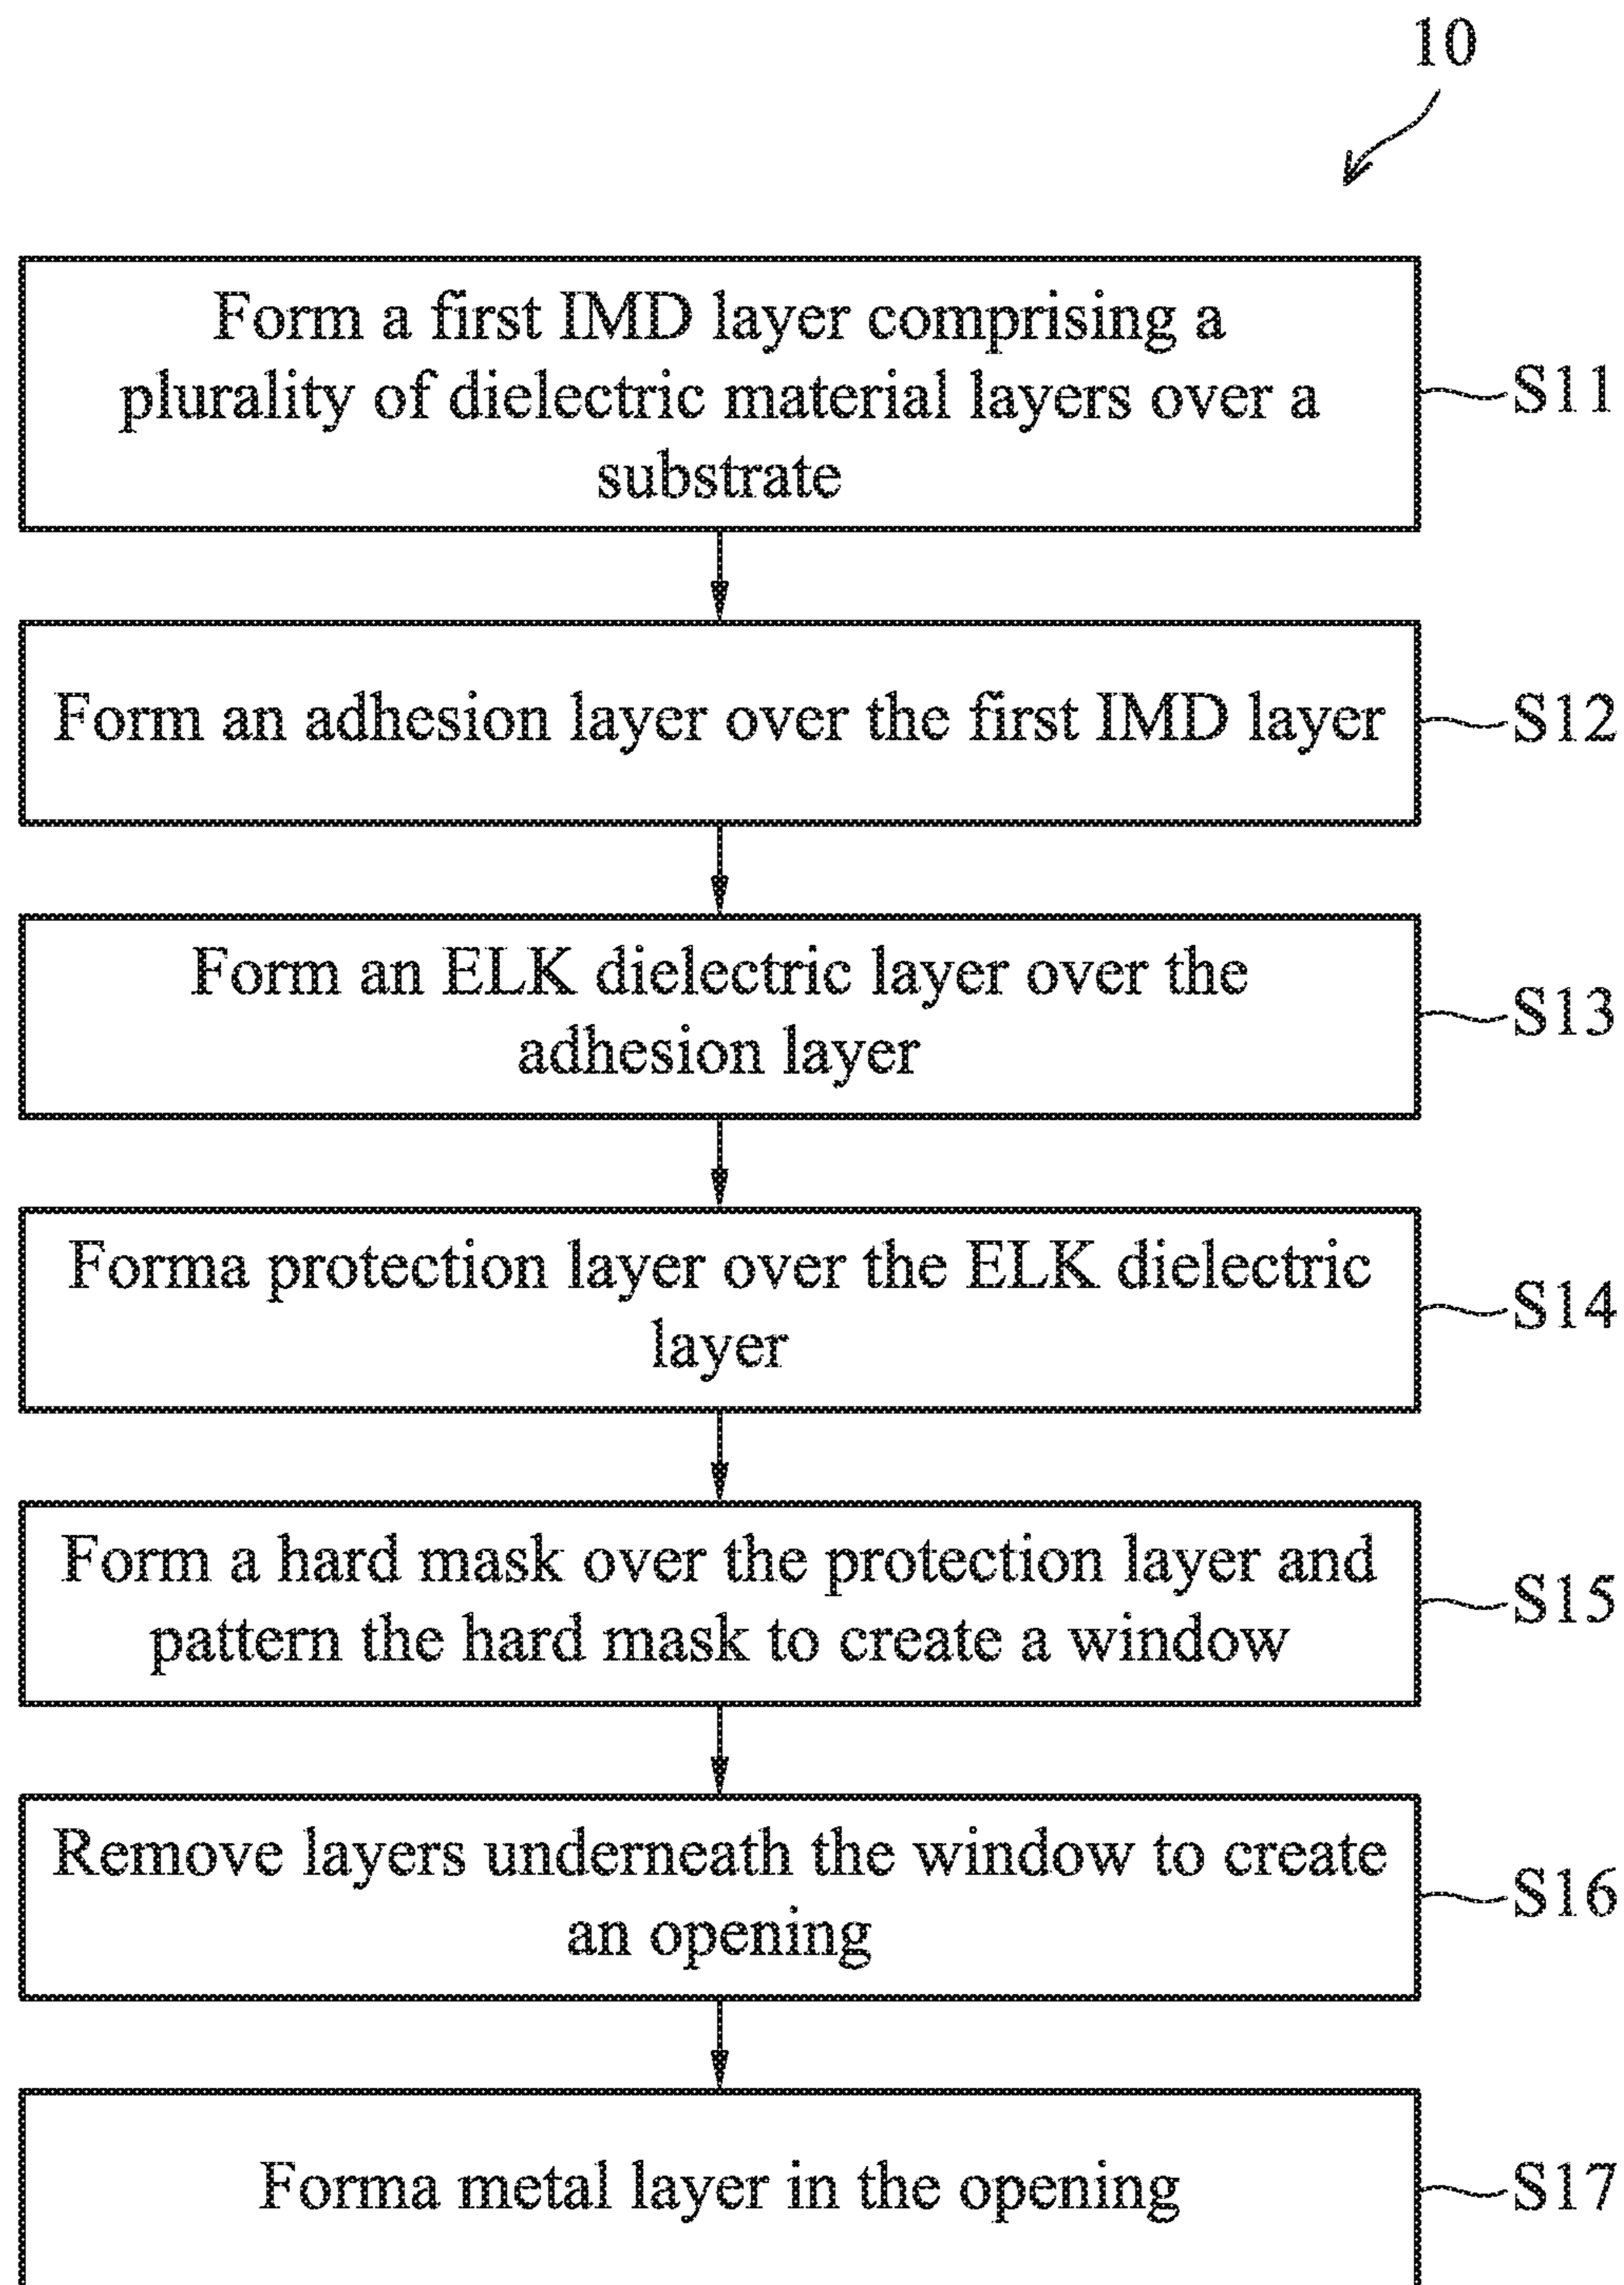 10
Form a first IMD layer comprising a
plurality of dielectric material layers over a
substrate
S11
Form an adhesion layer over the first IMD layer
S12
Form an ELK dielectric layer over the
adhesion layer
S13
Forma protection layer over the ELK dielectric
layer
S14
Form a hard mask over the protection layer and
pattern the hard mask to create a window
S15
Remove layers underneath the window to create
an opening
S16
Forma metal layer in the opening
S17